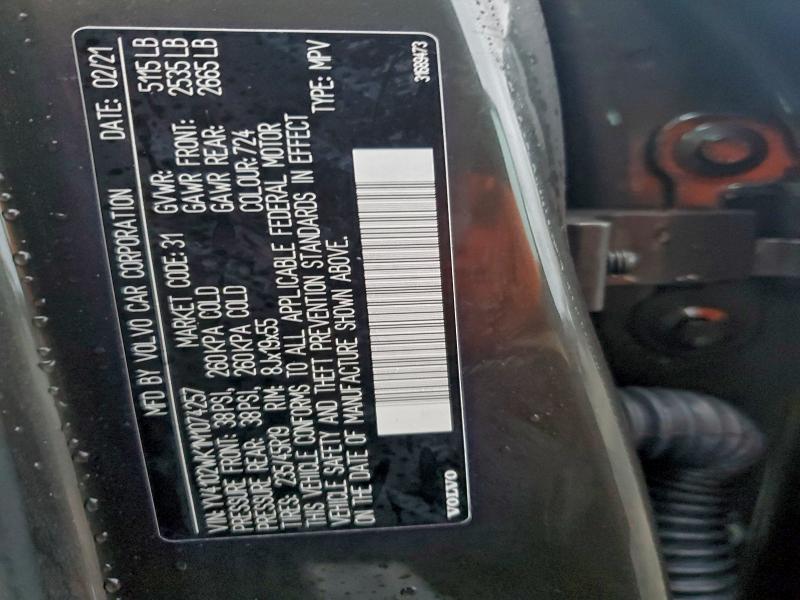 MFD BY VOLVO CAR CORPORATION DATE: 02/21
VIN: YV4102WK1M1074257 MARKET CODE: 31 GVWR: 5115 LB
PRESSURE FRONT: 38PSI, 260KPA COLD GAWR FRONT: 2535 LB
PRESSURE REAR: 38PSI, 260KPA COLD GAWR REAR: 2665 LB
TIRES: 235/45R19 RIM: 8Jx19x55 COLOUR: 724
THIS VEHICLE CONFORMS TO ALL APPLICABLE FEDERAL MOTOR
VEHICLE SAFETY AND THEFT PREVENTION STANDARDS IN EFFECT
ON THE DATE OF MANUFACTURE SHOWN ABOVE. TYPE: MPV
VOLVO 31689473